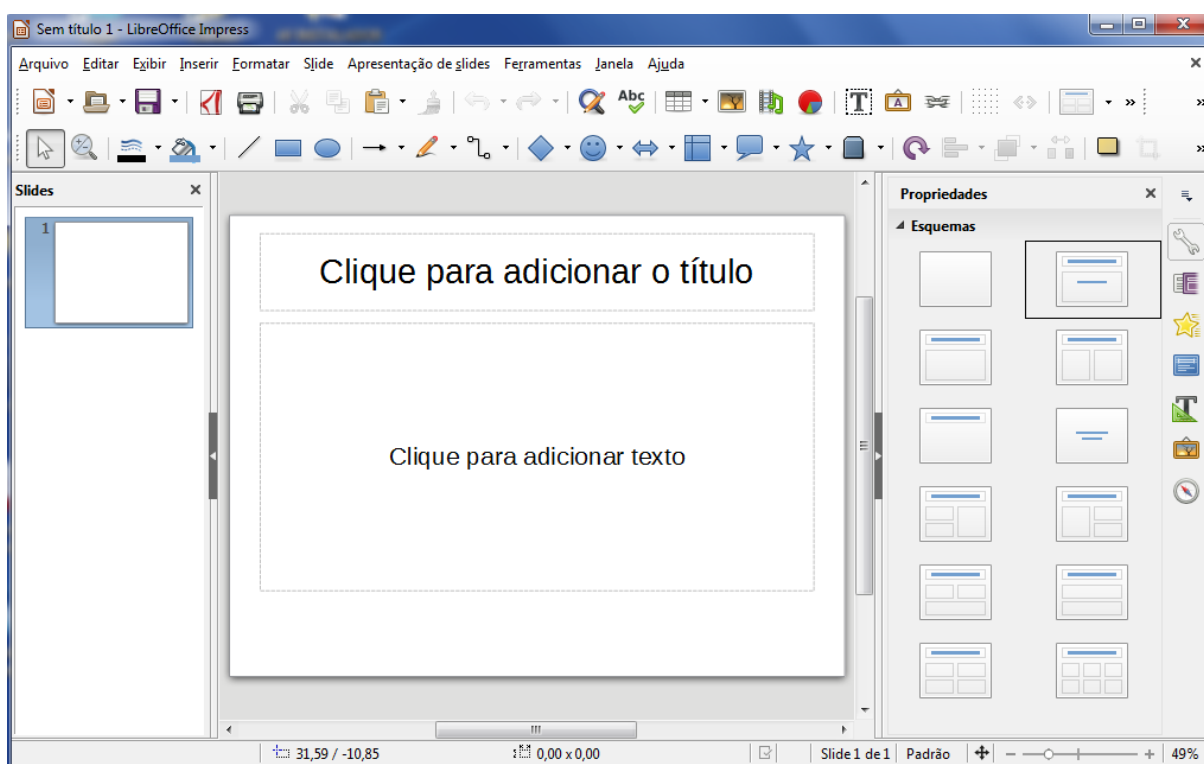 Sem título 1 - LibreOffice Impress
Arquivo Editar Exibir Inserir Formatar Slide Apresentação de slides Ferramentas Janela Ajuda
Abc
Slides
Propriedades
Esquemas
1
Clique para adicionar o título
Clique para adicionar texto
31,59 / -10,85 0,00 x 0,00 Slide 1 de 1 Padrão 49%